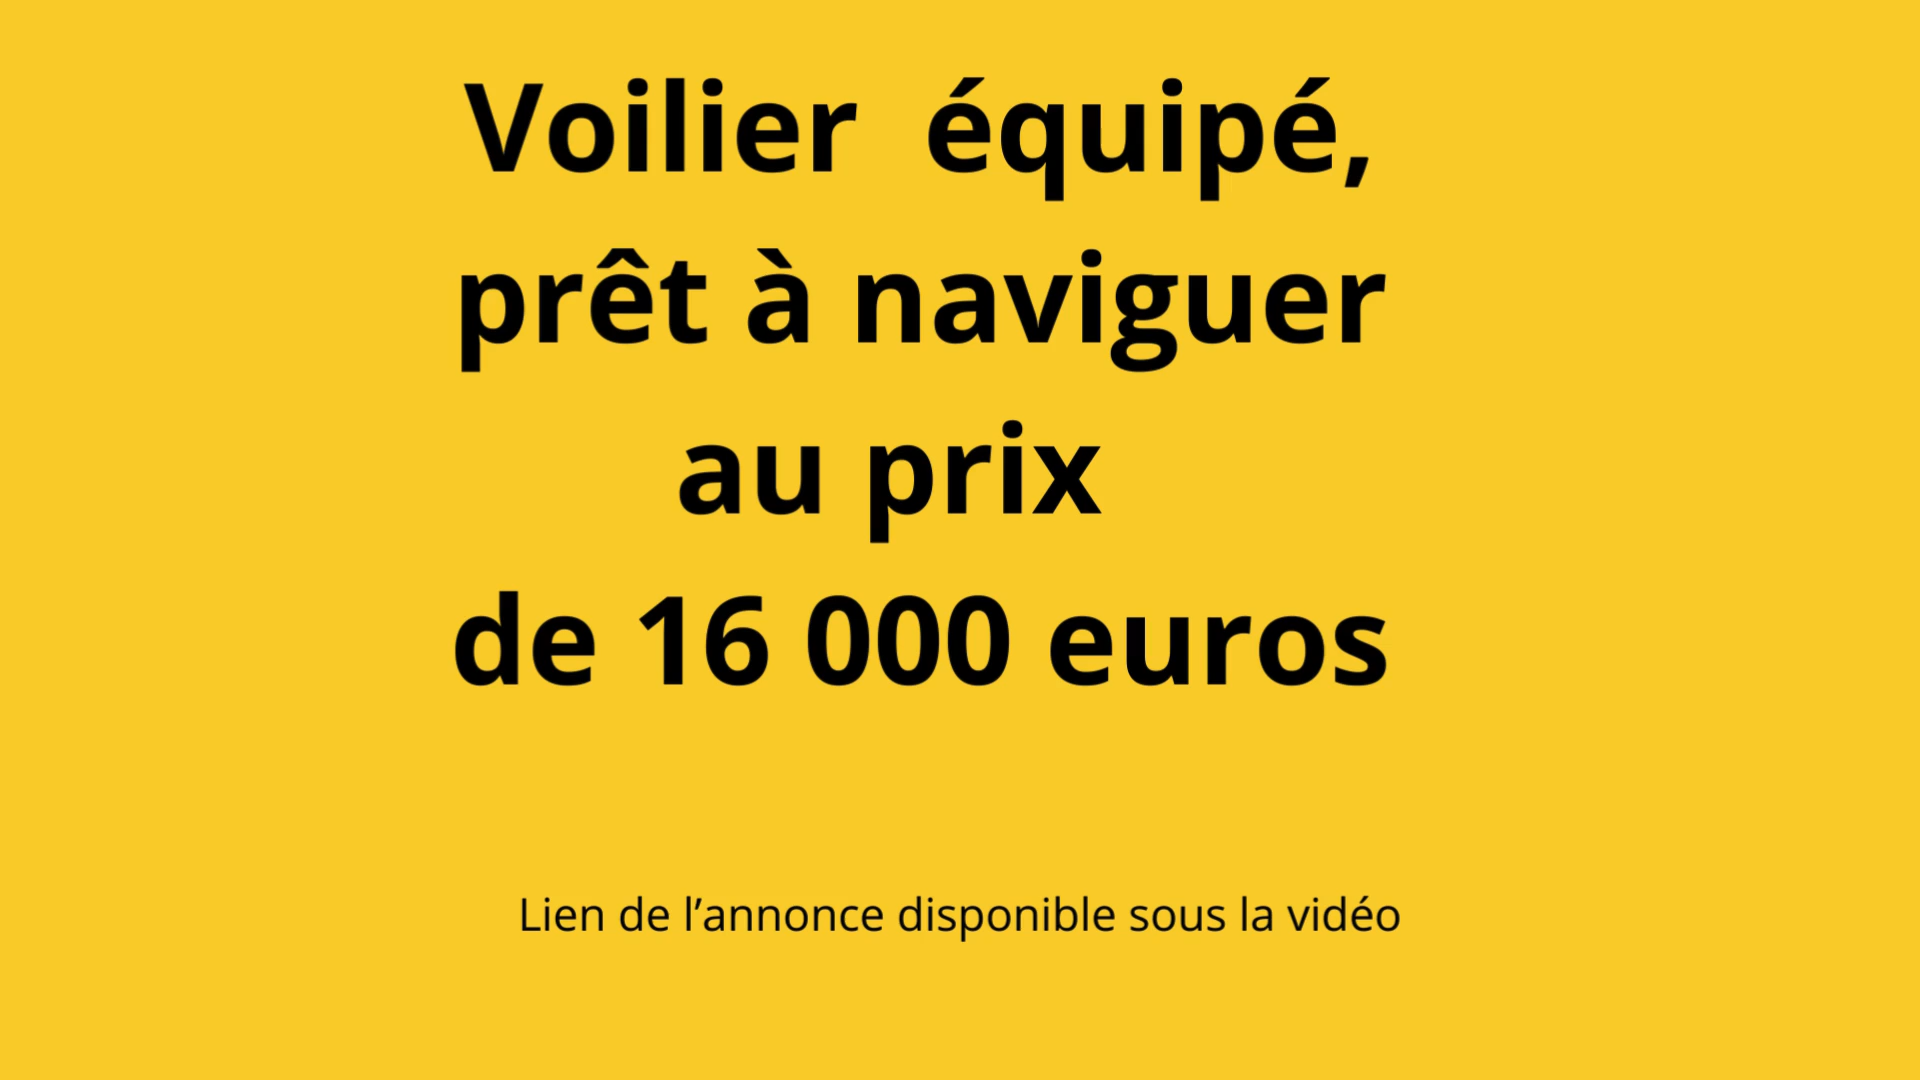 Voilier équipé,
prêt à naviguer
au prix
de 16 000 euros
Lien de l’annonce disponible sous la vidéo